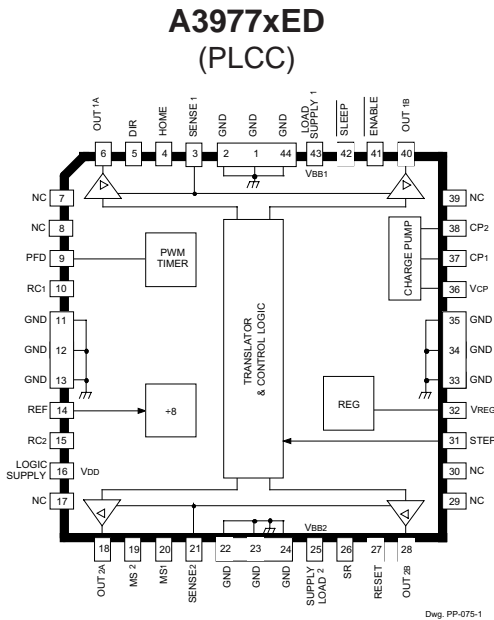 A3977xED
(PLCC)
OUT1A
DIR
HOME
SENSE1
GND
GND
GND
LOAD
SUPPLY 1
SLEEP
ENABLE
OUT1B
6
5
4
3
2
1
44
43
42
41
40
VBB1
NC 7
NC 8
PFD 9
RC1 10
GND 11
GND 12
GND 13
REF 14
RC2 15
LOGIC
SUPPLY 16 VDD
NC 17
PWM
TIMER
÷8
TRANSLATOR
& CONTROL LOGIC
CHARGE PUMP
REG
39 NC
38 CP2
37 CP1
36 VCP
35 GND
34 GND
33 GND
32 VREG
31 STEP
30 NC
29 NC
VBB2
18
19
20
21
22
23
24
25
26
27
28
OUT2A
MS2
MS1
SENSE2
GND
GND
GND
SUPPLY
LOAD 2
SR
RESET
OUT2B
Dwg. PP-075-1